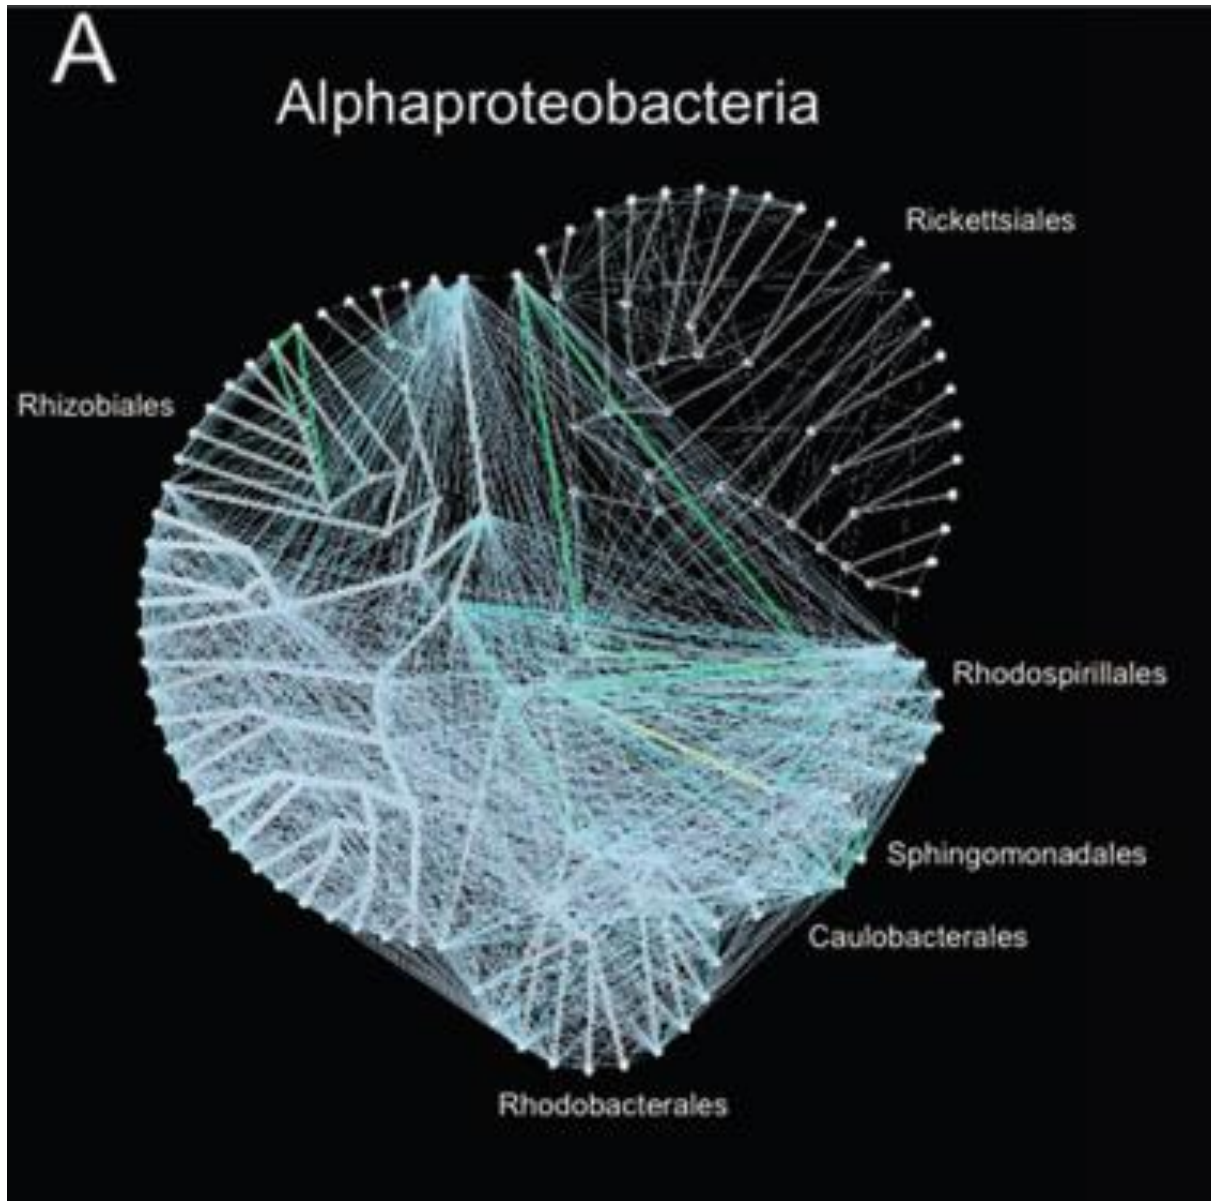 A
Alphaproteobacteria
Rickettsiales
Rhizobiales
Rhodospirillales
Sphingomonadales
Caulobacterales
Rhodobacterales